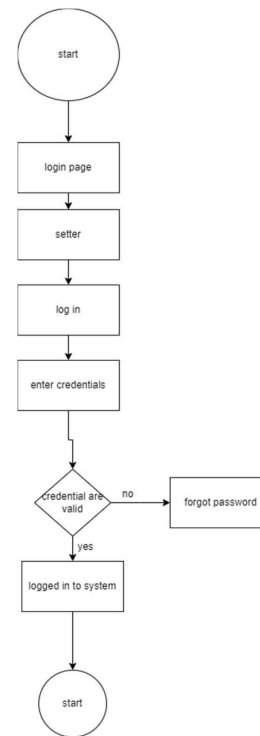 start
login page
setter
log in
enter credentials
credential are
valid
no
forgot password
yes
logged in to system
start